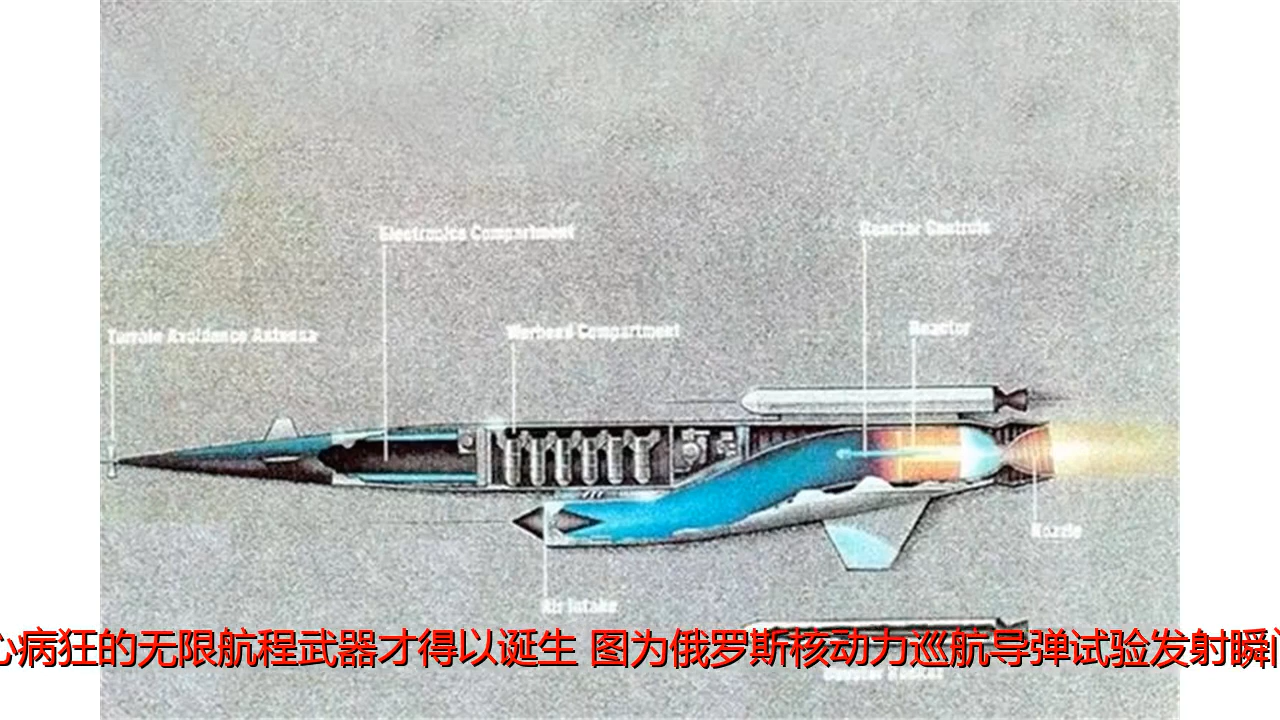 Electronics Compartment
Reactor Controls
Terrain Avoidance Antenna
Warhead Compartment
Reactor
Nozzle
Air Intake
心病狂的无限航程武器才得以诞生 图为俄罗斯核动力巡航导弹试验发射瞬间
Booster Rocket